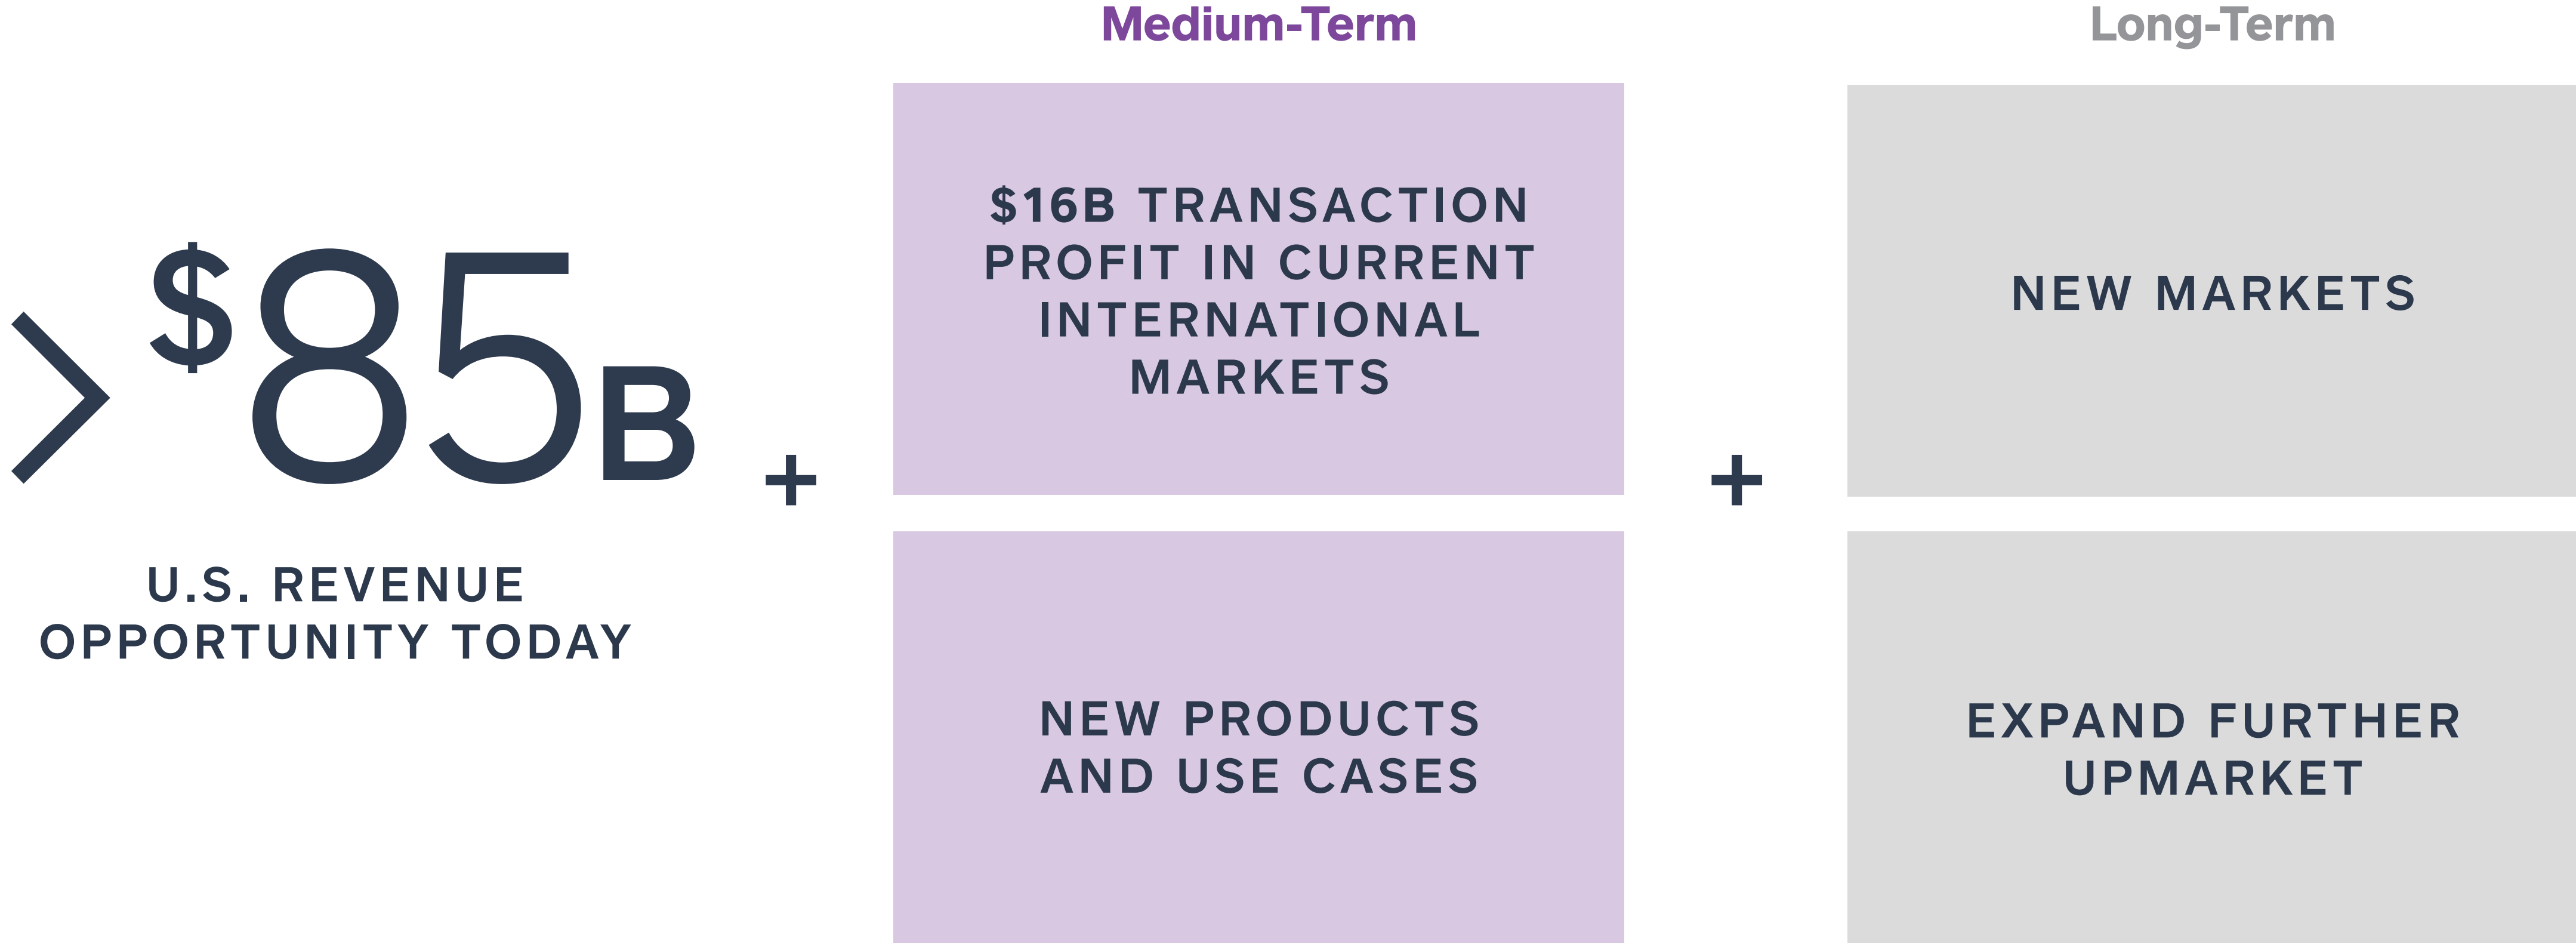 > $85B
U.S. REVENUE
OPPORTUNITY TODAY
+
Medium-Term
$16B TRANSACTION
PROFIT IN CURRENT
INTERNATIONAL
MARKETS
NEW PRODUCTS
AND USE CASES
+
Long-Term
NEW MARKETS
EXPAND FURTHER
UPMARKET